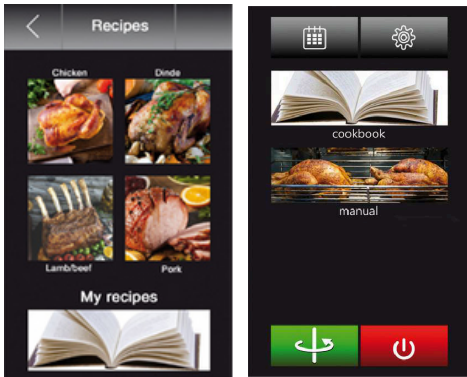 Recipes
Chicken
Dinde
Lamb/beef
Pork
My recipes
cookbook
manual